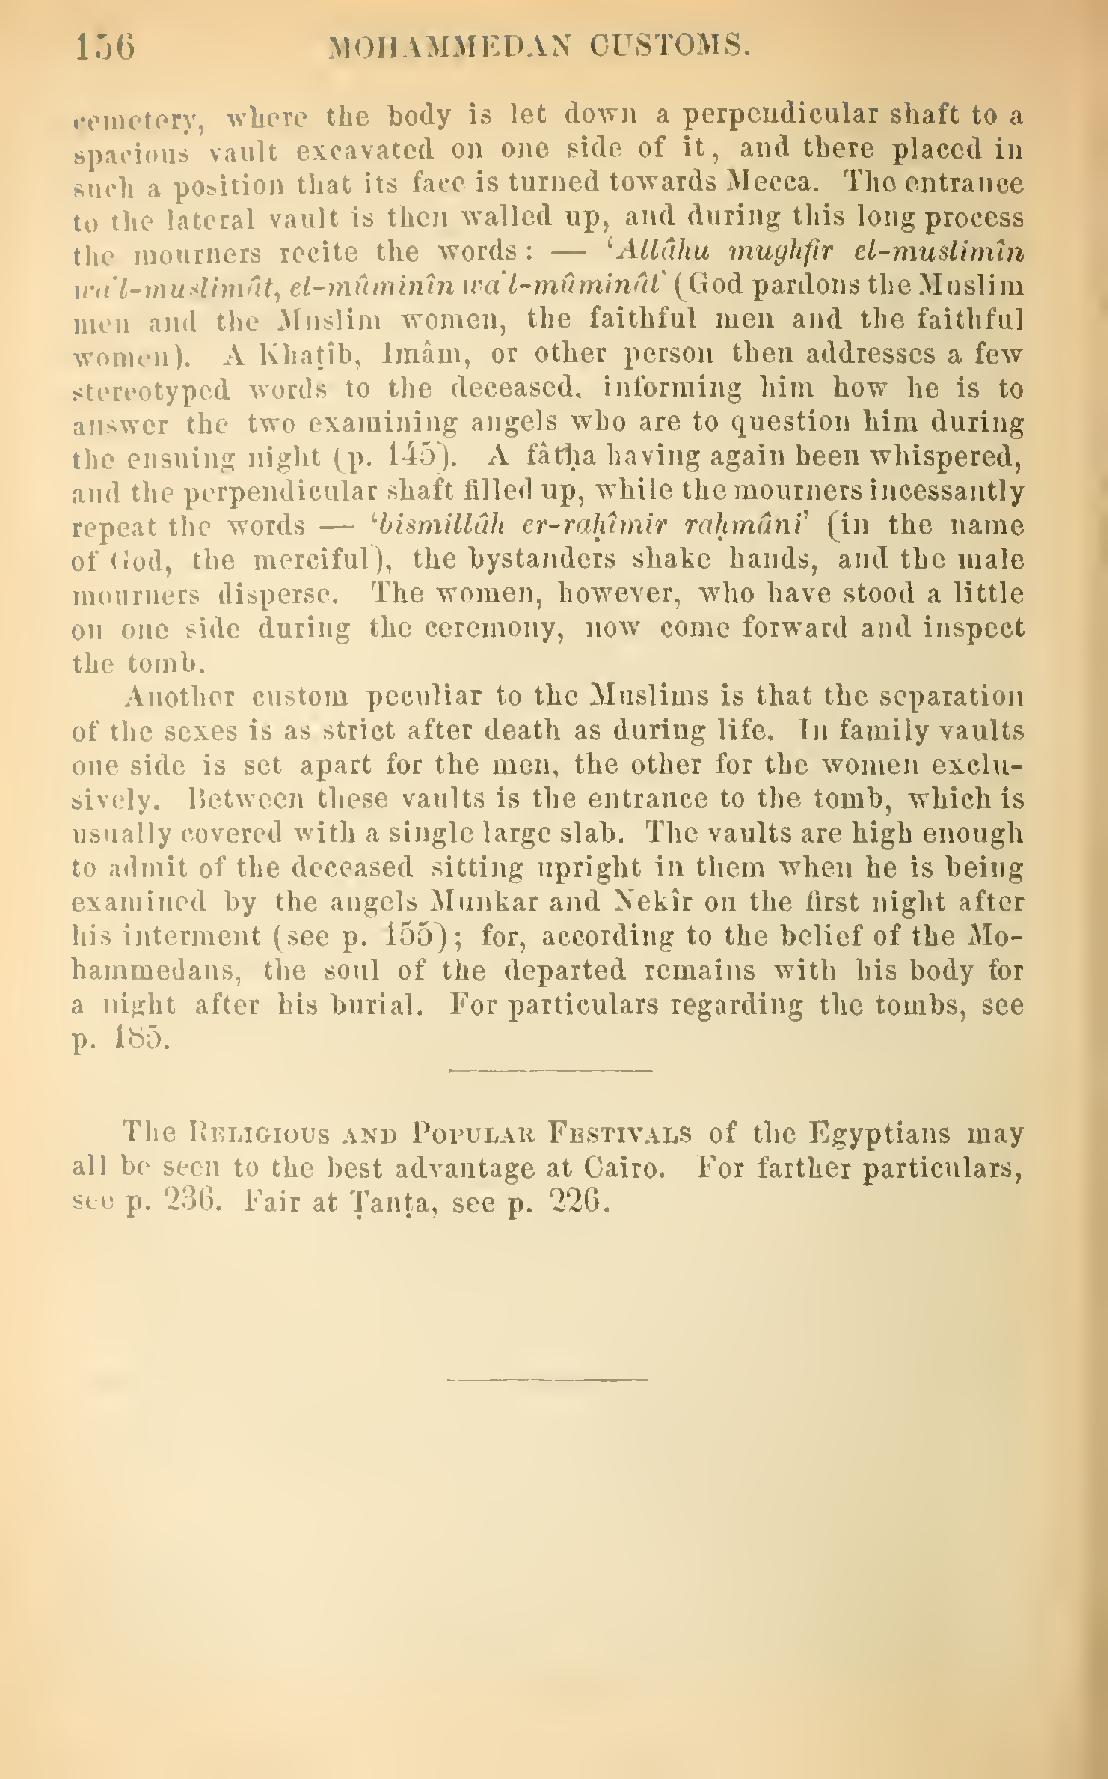 156 MOHAMMEDAN CUSTOMS.
cemetery, where the body is let down a perpendicular shaft to a
spacious vault excavated on one side of it, and there placed in
such a position that its face is turned towards Mecca. The entrance
to the lateral vault is then walled up, and during this long process
the mourners recite the words: — 'Allâhu mughfir el-muslimîn
wa'l-muslimât, el-mûminîn wa'l-mûminât' (God pardons the Muslim
men and the Muslim women, the faithful men and the faithful
women). A Khaṭîb, Imâm, or other person then addresses a few
stereotyped words to the deceased, informing him how he is to
answer the two examining angels who are to question him during
the ensuing night (p. 145). A fâtḥa having again been whispered,
and the perpendicular shaft filled up, while the mourners incessantly
repeat the words — 'bismillâh er-raḥîmir raḥmâni' (in the name
of God, the merciful), the bystanders shake hands, and the male
mourners disperse. The women, however, who have stood a little
on one side during the ceremony, now come forward and inspect
the tomb.
Another custom peculiar to the Muslims is that the separation
of the sexes is as strict after death as during life. In family vaults
one side is set apart for the men, the other for the women exclu-
sively. Between these vaults is the entrance to the tomb, which is
usually covered with a single large slab. The vaults are high enough
to admit of the deceased sitting upright in them when he is being
examined by the angels Munkar and Nekîr on the first night after
his interment (see p. 155); for, according to the belief of the Mo-
hammedans, the soul of the departed remains with his body for
a night after his burial. For particulars regarding the tombs, see
p. 185.
The RELIGIOUS AND POPULAR FESTIVALS of the Egyptians may
all be seen to the best advantage at Cairo. For farther particulars,
see p. 236. Fair at Ṭanṭa, see p. 226.